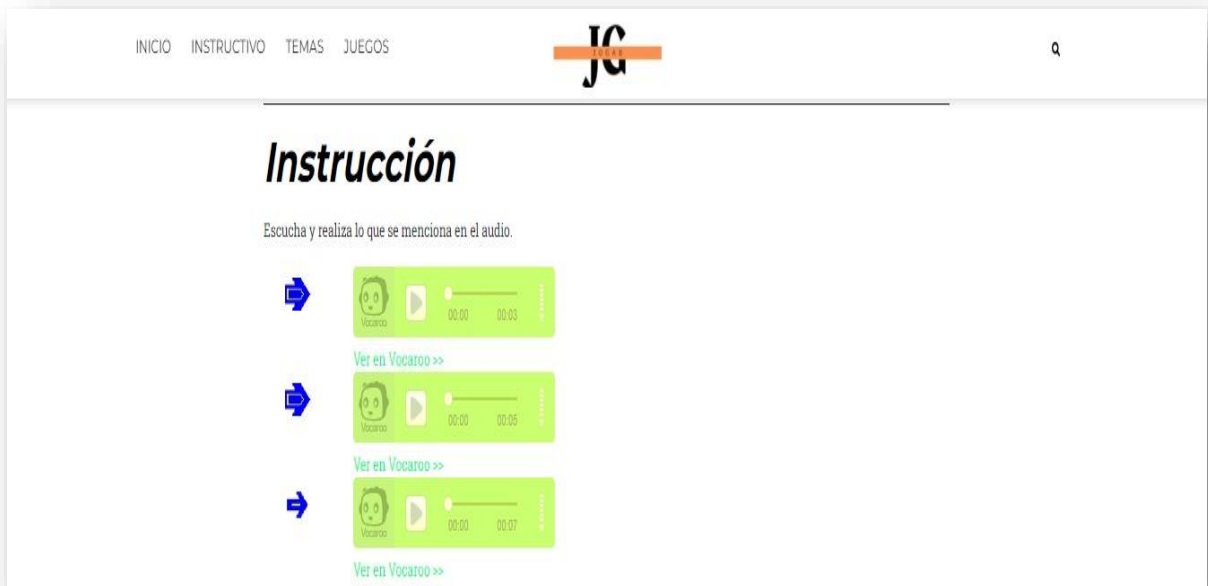 INICIO INSTRUCTIVO TEMAS JUEGOS
JG
JUGAB
Instrucción
Escucha y realiza lo que se menciona en el audio.
Vocaroo 00:00 00:03
Ver en Vocaroo >>
Vocaroo 00:00 00:05
Ver en Vocaroo >>
Vocaroo 00:00 00:07
Ver en Vocaroo >>